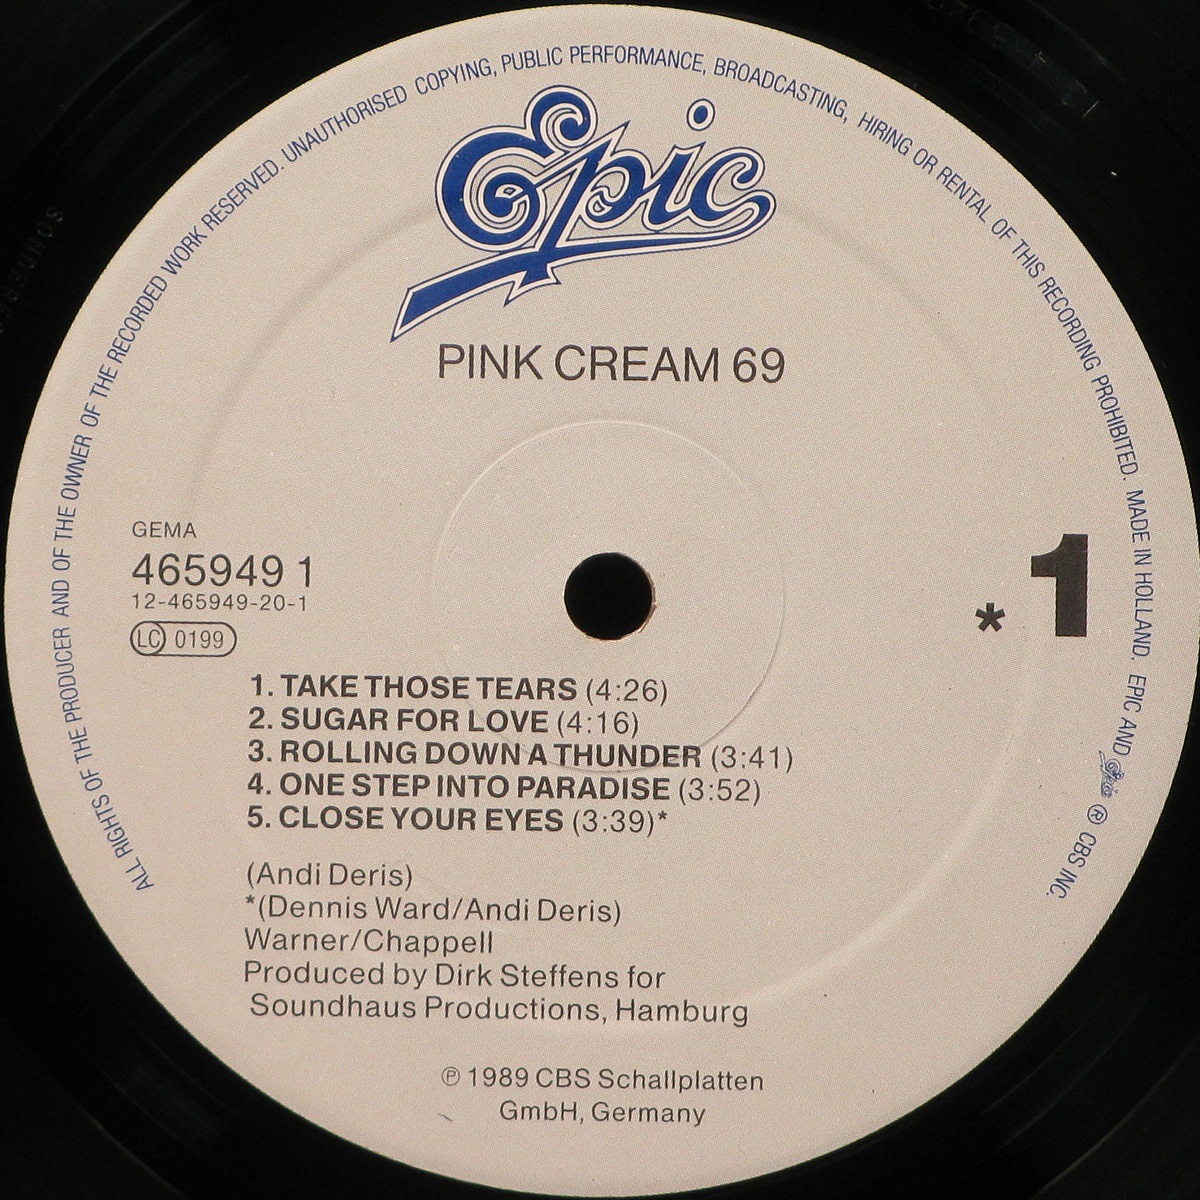 ALL RIGHTS OF THE PRODUCER AND OF THE OWNER OF THE RECORDED WORK RESERVED. UNAUTHORISED COPYING, PUBLIC PERFORMANCE, BROADCASTING, HIRING OR RENTAL OF THIS RECORDING PROHIBITED. MADE IN HOLLAND. EPIC AND Epic ® CBS INC.
Epic
PINK CREAM 69
GEMA
465949 1
12-465949-20-1
LC 0199
* 1
1. TAKE THOSE TEARS (4:26)
2. SUGAR FOR LOVE (4:16)
3. ROLLING DOWN A THUNDER (3:41)
4. ONE STEP INTO PARADISE (3:52)
5. CLOSE YOUR EYES (3:39)*
(Andi Deris)
*(Dennis Ward/Andi Deris)
Warner/Chappell
Produced by Dirk Steffens for
Soundhaus Productions, Hamburg
℗ 1989 CBS Schallplatten
GmbH, Germany